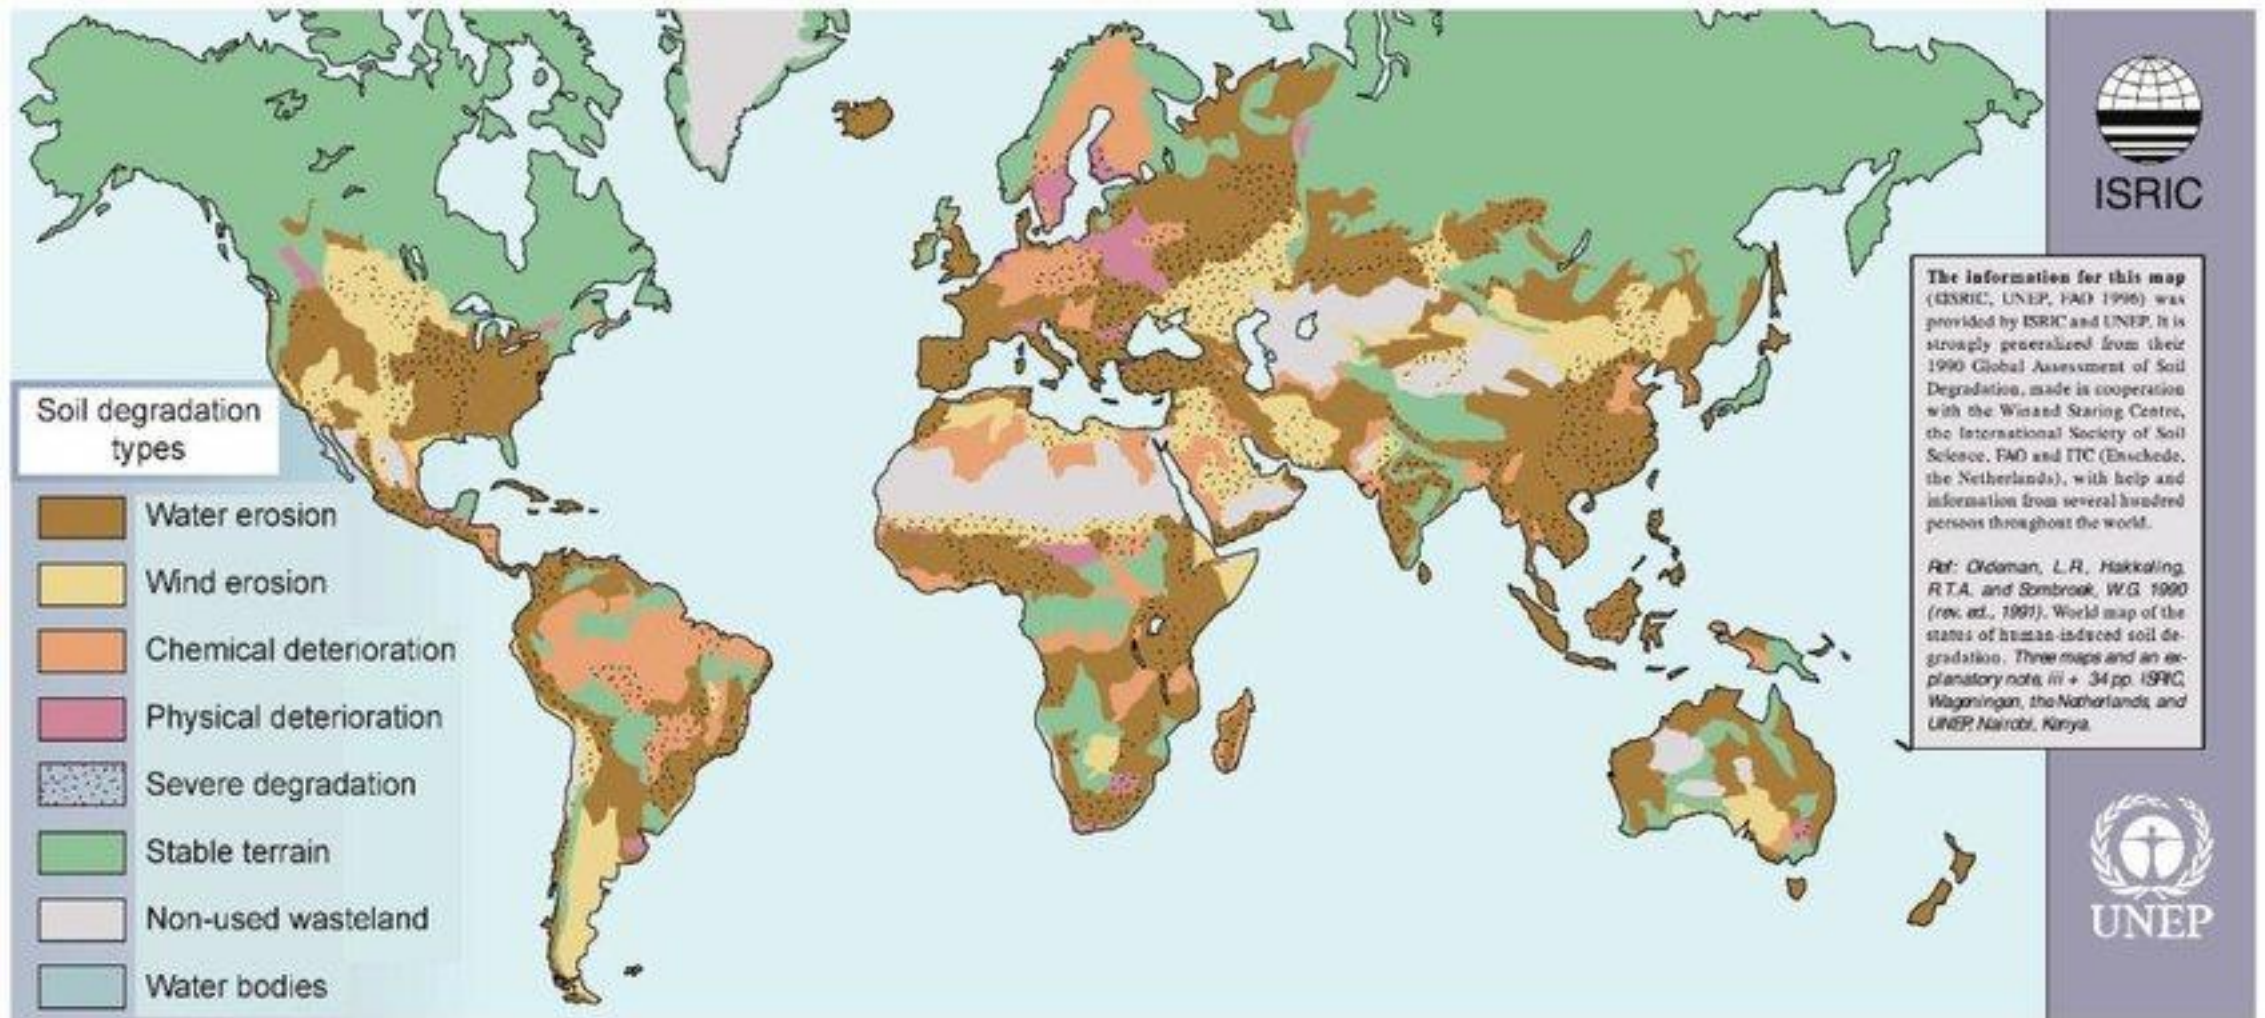 Soil degradation
types
Water erosion
Wind erosion
Chemical deterioration
Physical deterioration
Severe degradation
Stable terrain
Non-used wasteland
Water bodies
ISRIC
The information for this map
(ISRIC, UNEP, FAO 1996) was
provided by ISRIC and UNEP. It is
strongly generalized from their
1990 Global Assessment of Soil
Degradation, made in cooperation
with the Winand Staring Centre,
the International Society of Soil
Science, FAO and ITC (Enschede,
the Netherlands), with help and
information from several hundred
persons throughout the world.
Ref: Oldeman, L.R., Hakkeling,
R.T.A. and Sombroek, W.G. 1990
(rev. ed., 1991). World map of the
status of human-induced soil de-
gradation. Three maps and an ex-
planatory note, iii + 34 pp. ISRIC,
Wageningen, the Netherlands, and
UNEP, Nairobi, Kenya.
UNEP